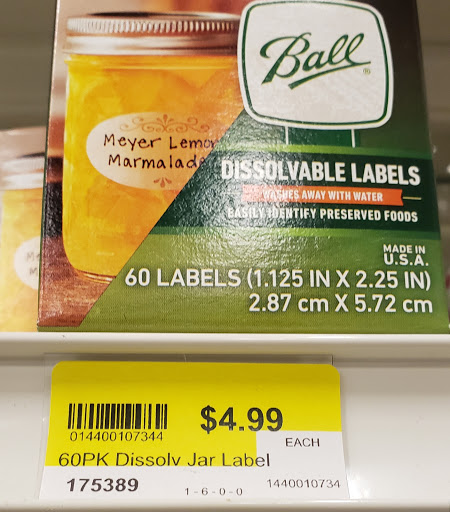 Ball
®
Meyer Lemon
Marmalade
DISSOLVABLE LABELS
WASHES AWAY WITH WATER
EASILY IDENTIFY PRESERVED FOODS
MADE IN
U.S.A.
60 LABELS (1.125 IN X 2.25 IN)
2.87 cm X 5.72 cm
014400107344
$4.99
EACH
60PK Dissolv Jar Label
175389
1-6-0-0
1440010734